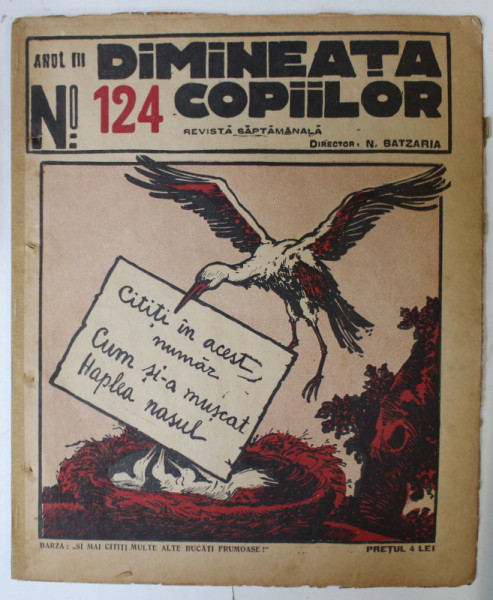 ANUL III
DIMINEAȚA
COPIILOR
No. 124
REVISTĂ SĂPTĂMÂNALĂ
DIRECTOR: N. BATZARIA
Citiți în acest
număr
Cum și-a mușcat
Haplea nasul
BARZA: „SI MAI CITIȚI MULTE ALTE BUCĂȚI FRUMOASE!"
PREȚUL 4 LEI